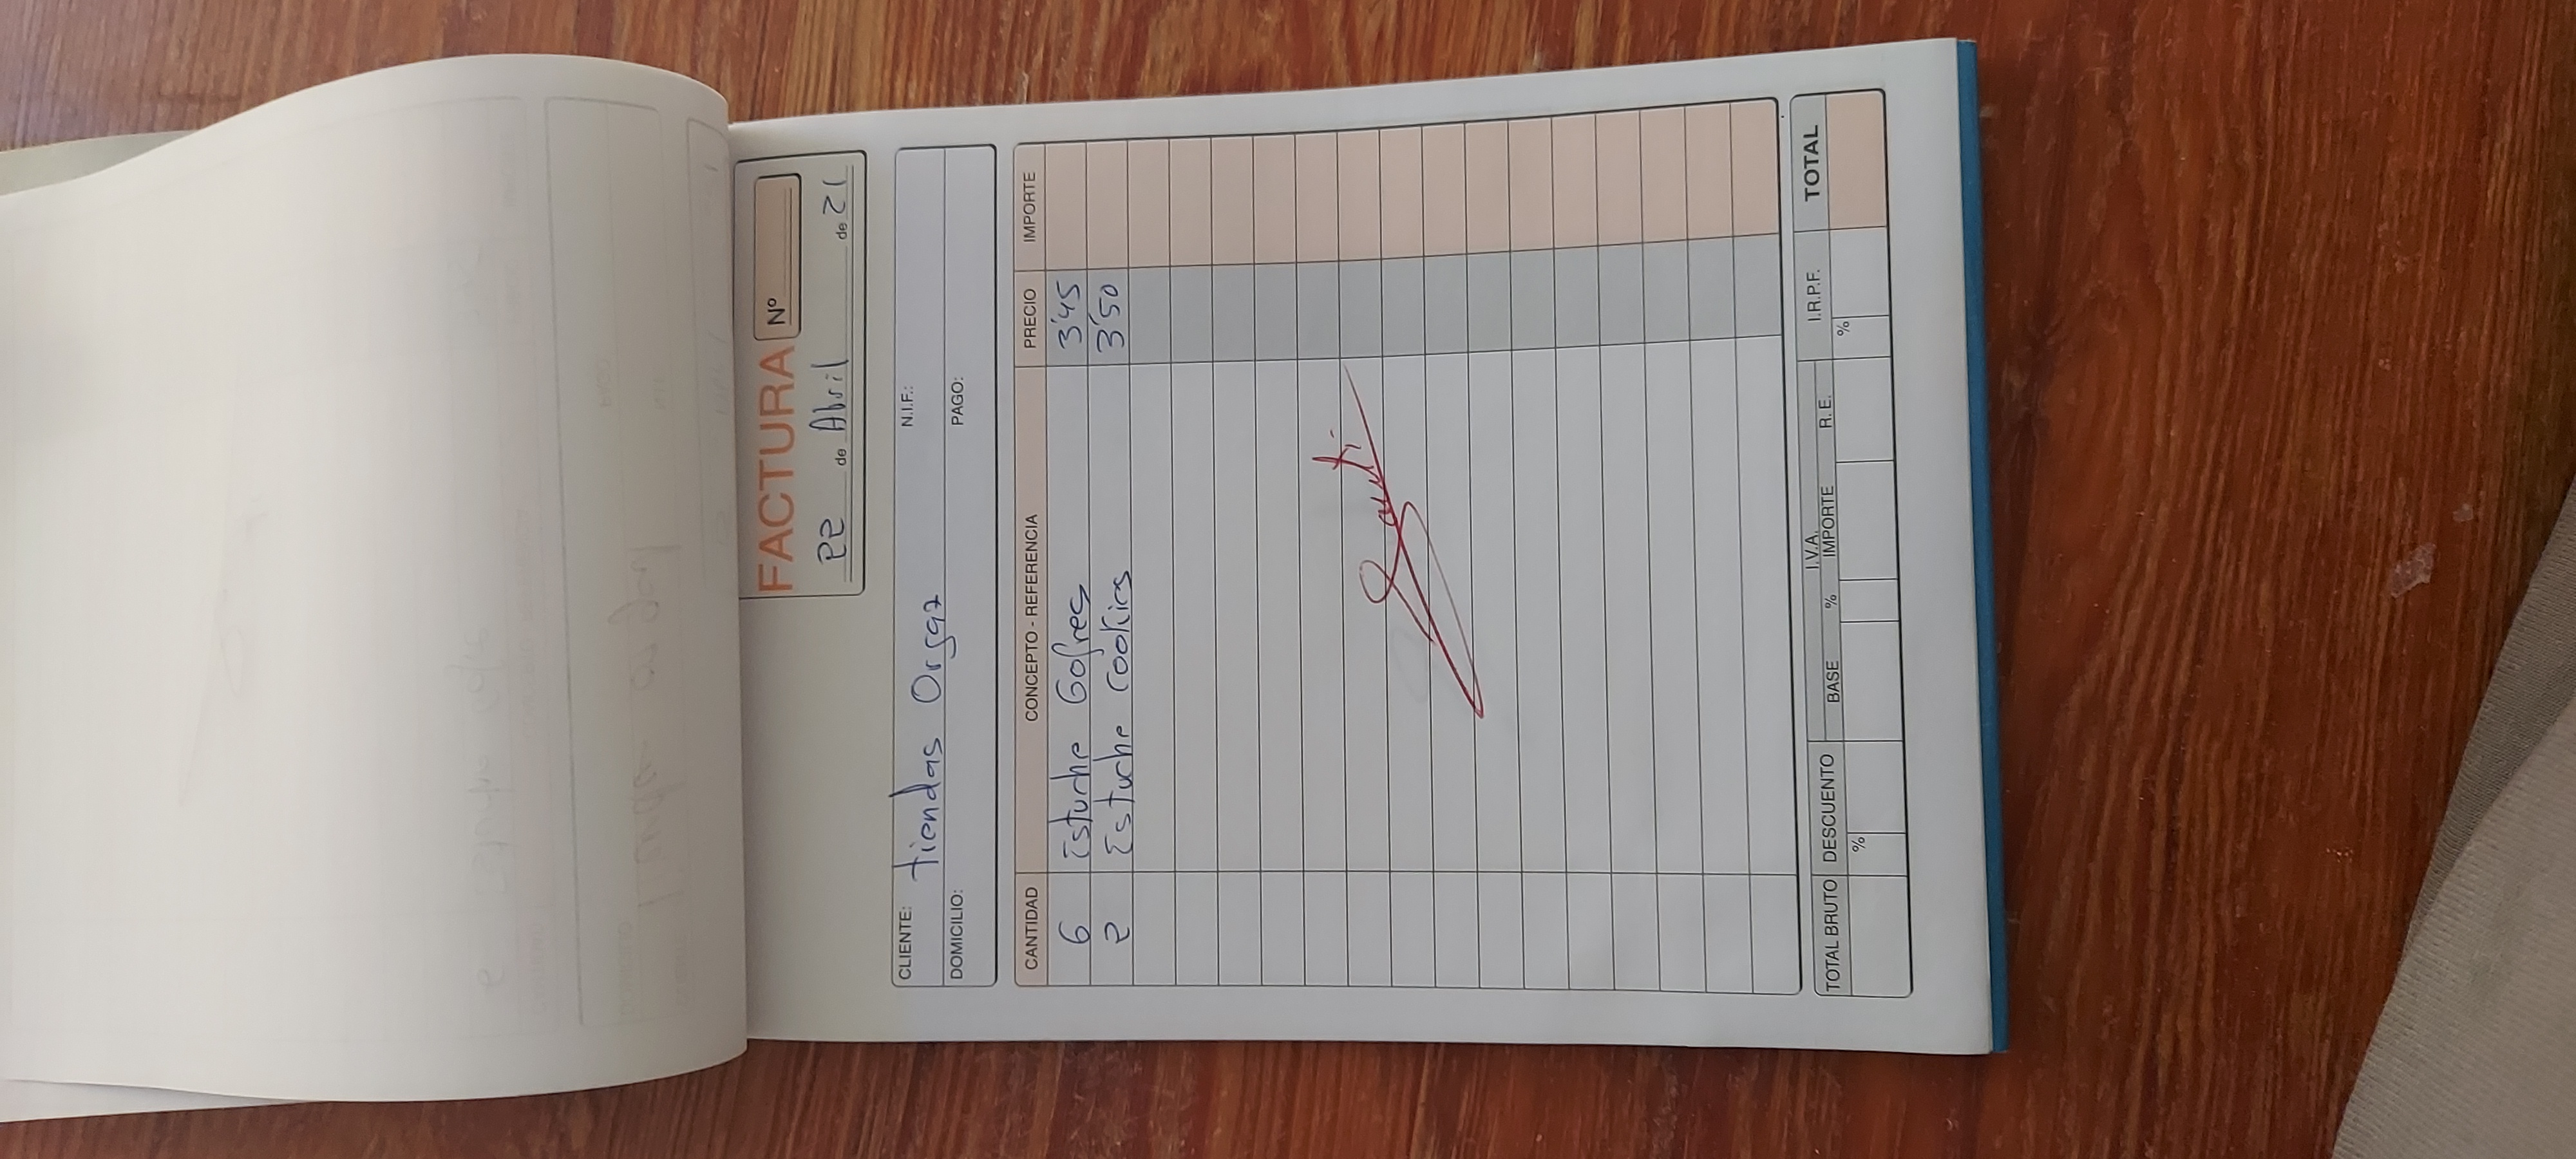 FACTURA Nº
22 de Abril de 21
CLIENTE: tiendas Orgaz N.I.F.:
DOMICILIO: PAGO:
CANTIDAD CONCEPTO - REFERENCIA PRECIO IMPORTE
6 Estuche Gofres 3'45
2 Estuche Cookies 3'50
Santi
TOTAL BRUTO DESCUENTO I.V.A. I.R.P.F. TOTAL
% BASE % IMPORTE R.E. %